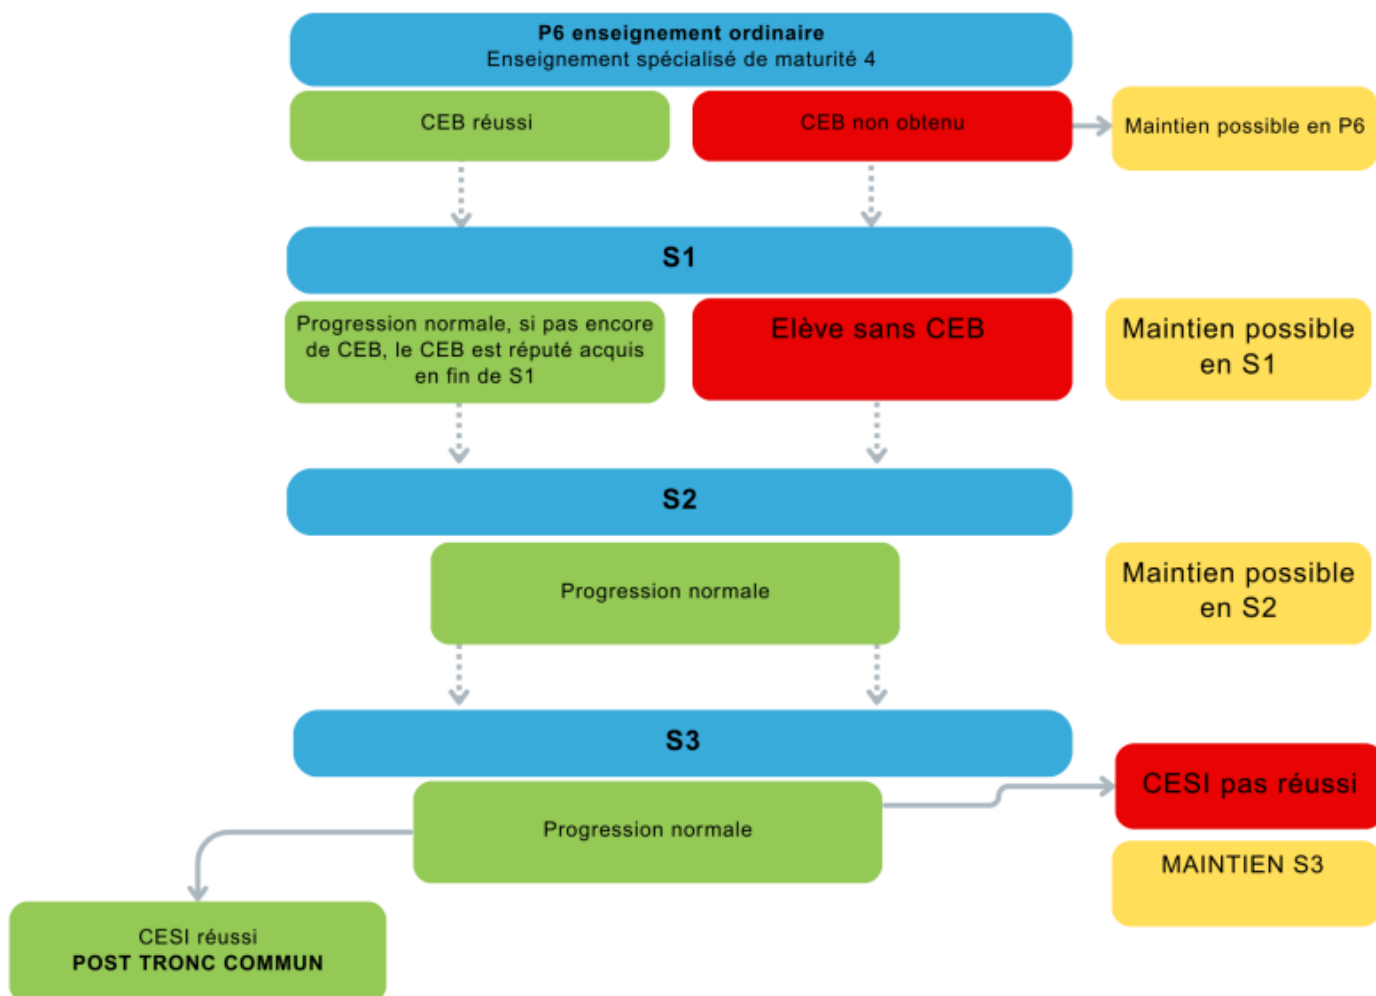 P6 enseignement ordinaire
Enseignement spécialisé de maturité 4
CEB réussi
CEB non obtenu
Maintien possible en P6
S1
Progression normale, si pas encore
de CEB, le CEB est réputé acquis
en fin de S1
Elève sans CEB
Maintien possible
en S1
S2
Progression normale
Maintien possible
en S2
S3
Progression normale
CESI pas réussi
MAINTIEN S3
CESI réussi
POST TRONC COMMUN